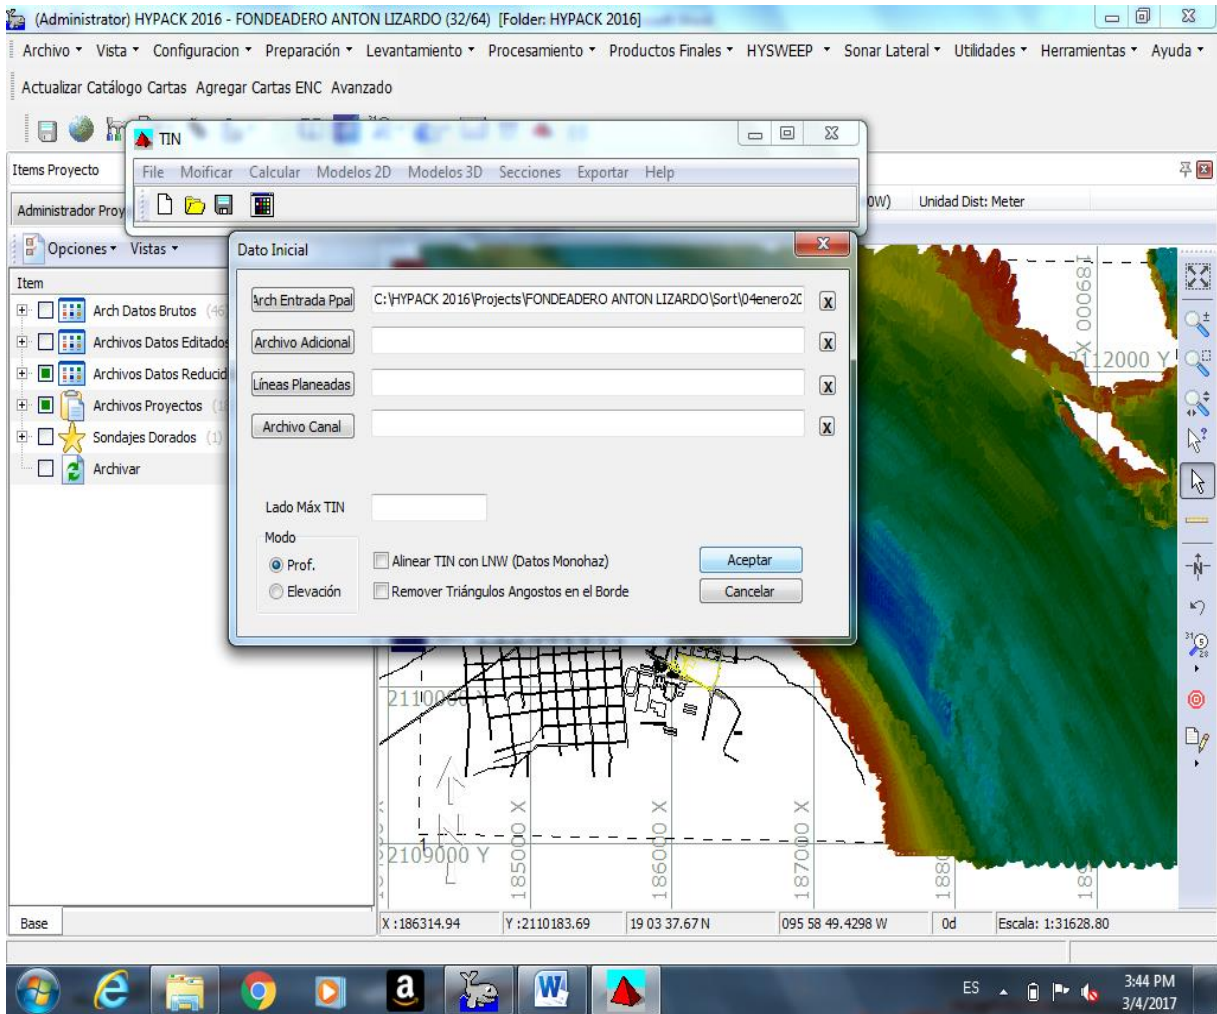 (Administrator) HYPACK 2016 - FONDEADERO ANTON LIZARDO (32/64) [Folder: HYPACK 2016]
Archivo Vista Configuracion Preparación Levantamiento Procesamiento Productos Finales HYSWEEP Sonar Lateral Utilidades Herramientas Ayuda
Actualizar Catálogo Cartas Agregar Cartas ENC Avanzado
TIN
Items Proyecto
File Moificar Calcular Modelos 2D Modelos 3D Secciones Exportar Help
Administrador Proy
0W) Unidad Dist: Meter
Opciones Vistas
Dato Inicial
Item
Arch Entrada Ppal C:\HYPACK 2016\Projects\FONDEADERO ANTON LIZARDO\Sort\04enero20 X
Arch Datos Brutos (46
Archivo Adicional X
Archivos Datos Editados
Líneas Planeadas X
Archivos Datos Reducid
Archivo Canal X
Archivos Proyectos
Sondajes Dorados (1)
Archivar
Lado Máx TIN
Modo
Prof.
Elevación
Alinear TIN con LNW (Datos Monohaz)
Remover Triángulos Angostos en el Borde
Aceptar
Cancelar
189000 X
2112000 Y
2110000
N
1
2109000 Y
185000 X
186000 X
187000 X
188
189
Base
X :186314.94 Y :2110183.69 19 03 37.67 N 095 58 49.4298 W 0d Escala: 1:31628.80
ES
3:44 PM
3/4/2017